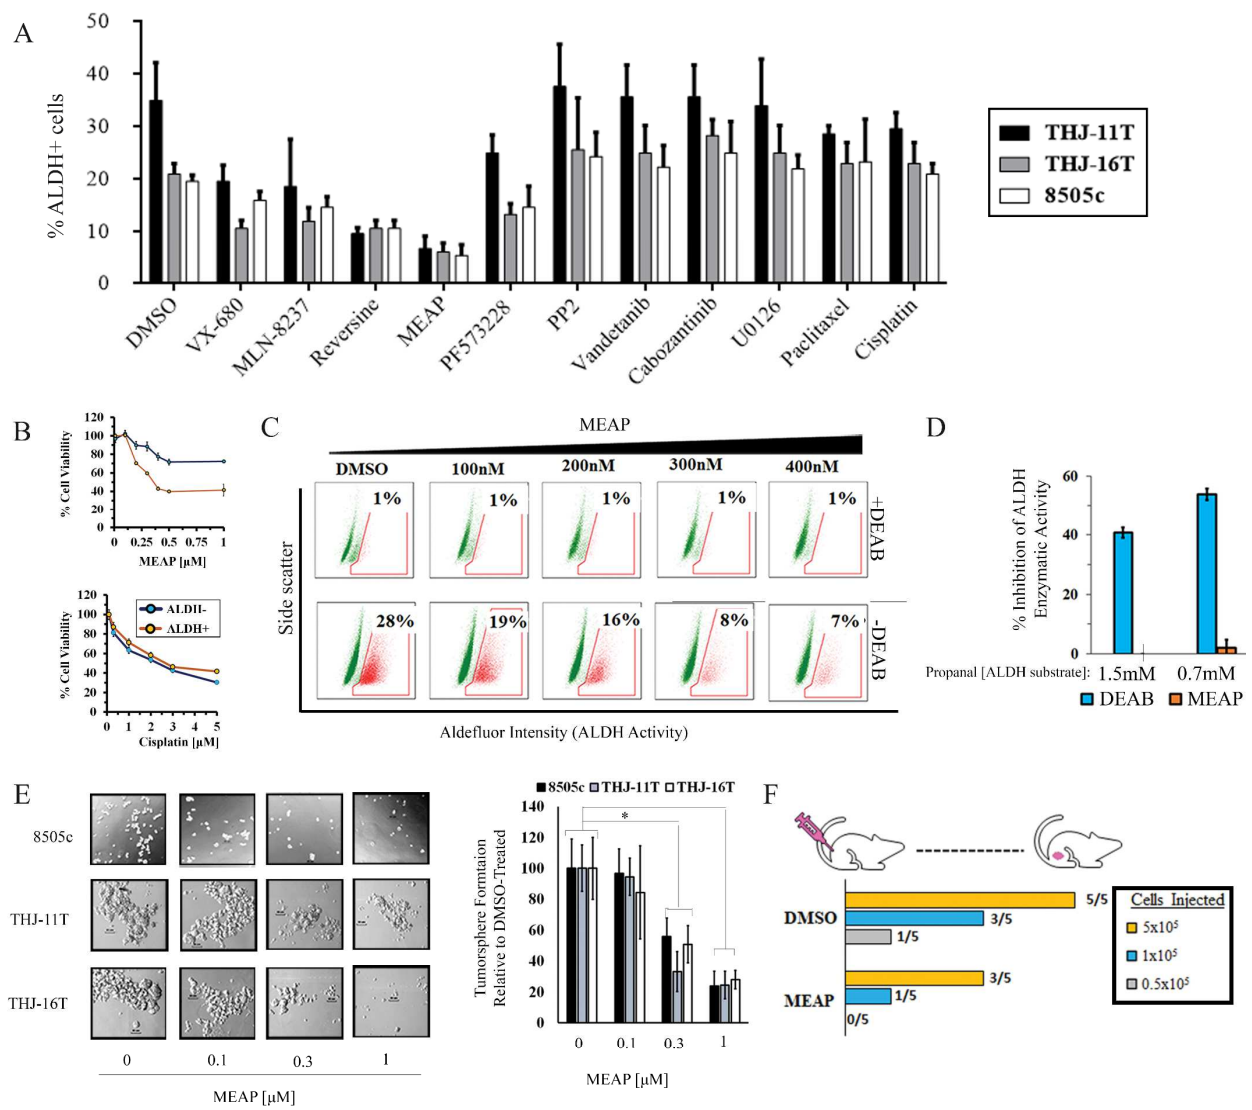 A
% ALDH+ cells
50
40
30
20
10
0
DMSO
VX-680
MLN-8237
Reversine
MEAP
PF573228
PP2
Vandetanib
Cabozantinib
U0126
Paclitaxel
Cisplatin
THJ-11T
THJ-16T
8505c
B
% Cell Viability
120
100
80
60
40
20
0
0 0.25 0.5 0.75 1
MEAP [μM]
% Cell Viability
120
100
80
60
40
20
0
ALDH-
ALDH+
0 1 2 3 4 5
Cisplatin [μM]
C
MEAP
DMSO 100nM 200nM 300nM 400nM
1% 1% 1% 1% 1%
+DEAB
28% 19% 16% 8% 7%
-DEAB
Side scatter
Aldefluor Intensity (ALDH Activity)
D
% Inhibition of ALDH
Enzymatic Activity
60
40
20
0
Propanal [ALDH substrate]: 1.5mM 0.7mM
DEAB MEAP
E
8505c
THJ-11T
THJ-16T
0 0.1 0.3 1
MEAP [μM]
8505c THJ-11T THJ-16T
Tumorsphere Formtaion
Relative to DMSO-Treated
140
120
100
80
60
40
20
0
*
0 0.1 0.3 1
MEAP [μM]
F
DMSO
5/5
3/5
1/5
MEAP
3/5
1/5
0/5
Cells Injected
5x10⁵
1x10⁵
0.5x10⁵